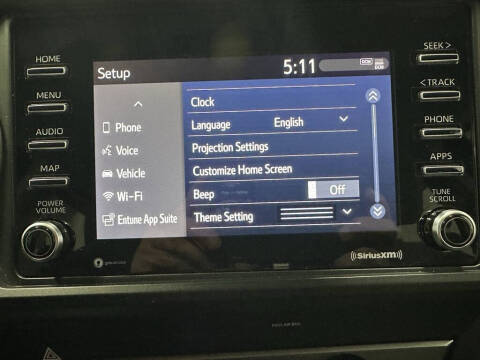 HOME
MENU
AUDIO
MAP
POWER
VOLUME
Setup
5:11
DCM
Phone
Voice
Vehicle
Wi-Fi
Entune App Suite
Clock
Language English
Projection Settings
Customize Home Screen
Beep Off
Theme Setting
SEEK >
< TRACK
PHONE
APPS
TUNE
SCROLL
SiriusXM